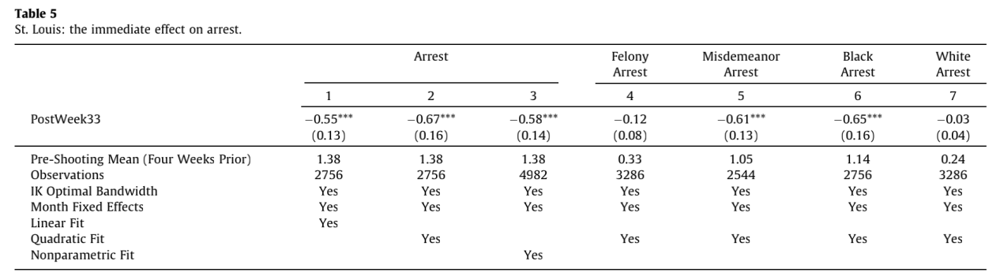 Table 5
St. Louis: the immediate effect on arrest.
Arrest Felony Arrest Misdemeanor Arrest Black Arrest White Arrest
1 2 3 4 5 6 7
PostWeek33 −0.55*** −0.67*** −0.58*** −0.12 −0.61*** −0.65*** −0.03
(0.13) (0.16) (0.14) (0.08) (0.13) (0.16) (0.04)
Pre-Shooting Mean (Four Weeks Prior) 1.38 1.38 1.38 0.33 1.05 1.14 0.24
Observations 2756 2756 4982 3286 2544 2756 3286
IK Optimal Bandwidth Yes Yes Yes Yes Yes Yes Yes
Month Fixed Effects Yes Yes Yes Yes Yes Yes Yes
Linear Fit Yes
Quadratic Fit Yes Yes Yes Yes Yes
Nonparametric Fit Yes